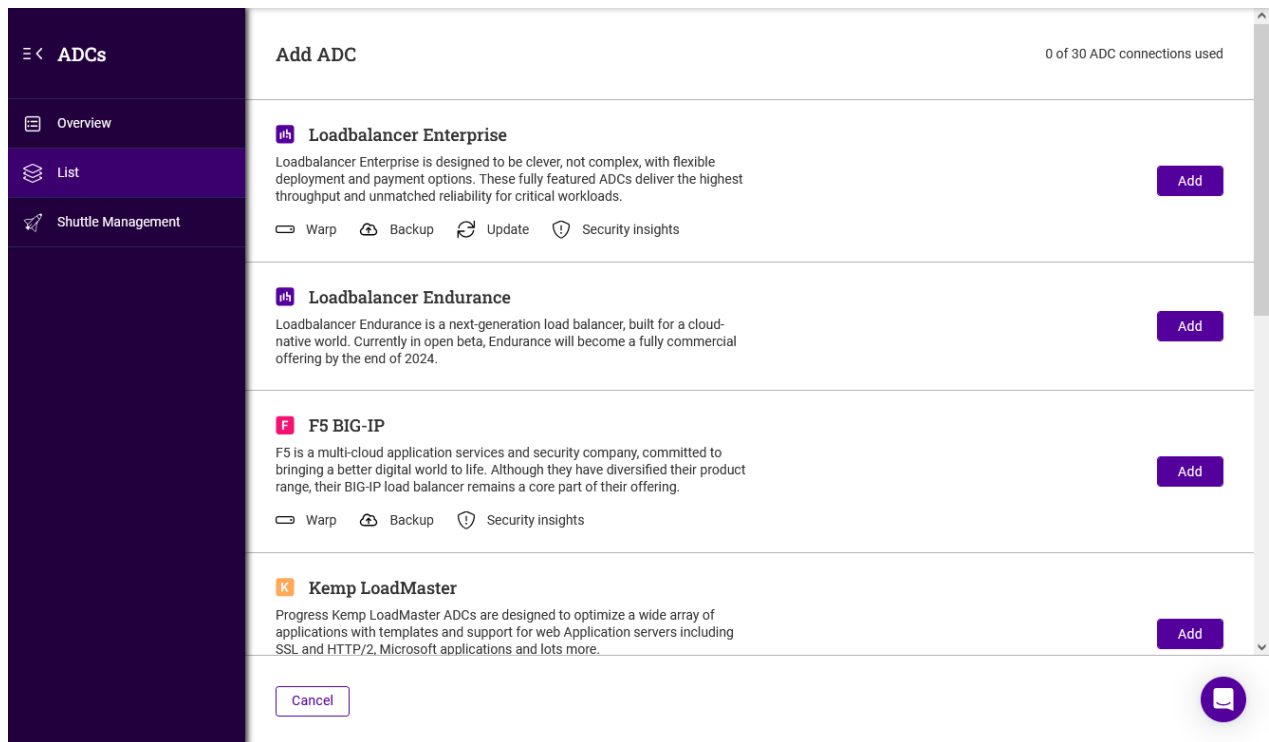 ADCs
Overview
List
Shuttle Management
Add ADC
0 of 30 ADC connections used
Loadbalancer Enterprise
Loadbalancer Enterprise is designed to be clever, not complex, with flexible
deployment and payment options. These fully featured ADCs deliver the highest
throughput and unmatched reliability for critical workloads.
Add
Warp Backup Update Security insights
Loadbalancer Endurance
Loadbalancer Endurance is a next-generation load balancer, built for a cloud-
native world. Currently in open beta, Endurance will become a fully commercial
offering by the end of 2024.
Add
F F5 BIG-IP
F5 is a multi-cloud application services and security company, committed to
bringing a better digital world to life. Although they have diversified their product
range, their BIG-IP load balancer remains a core part of their offering.
Add
Warp Backup Security insights
K Kemp LoadMaster
Progress Kemp LoadMaster ADCs are designed to optimize a wide array of
applications with templates and support for web Application servers including
SSL and HTTP/2, Microsoft applications and lots more.
Add
Cancel